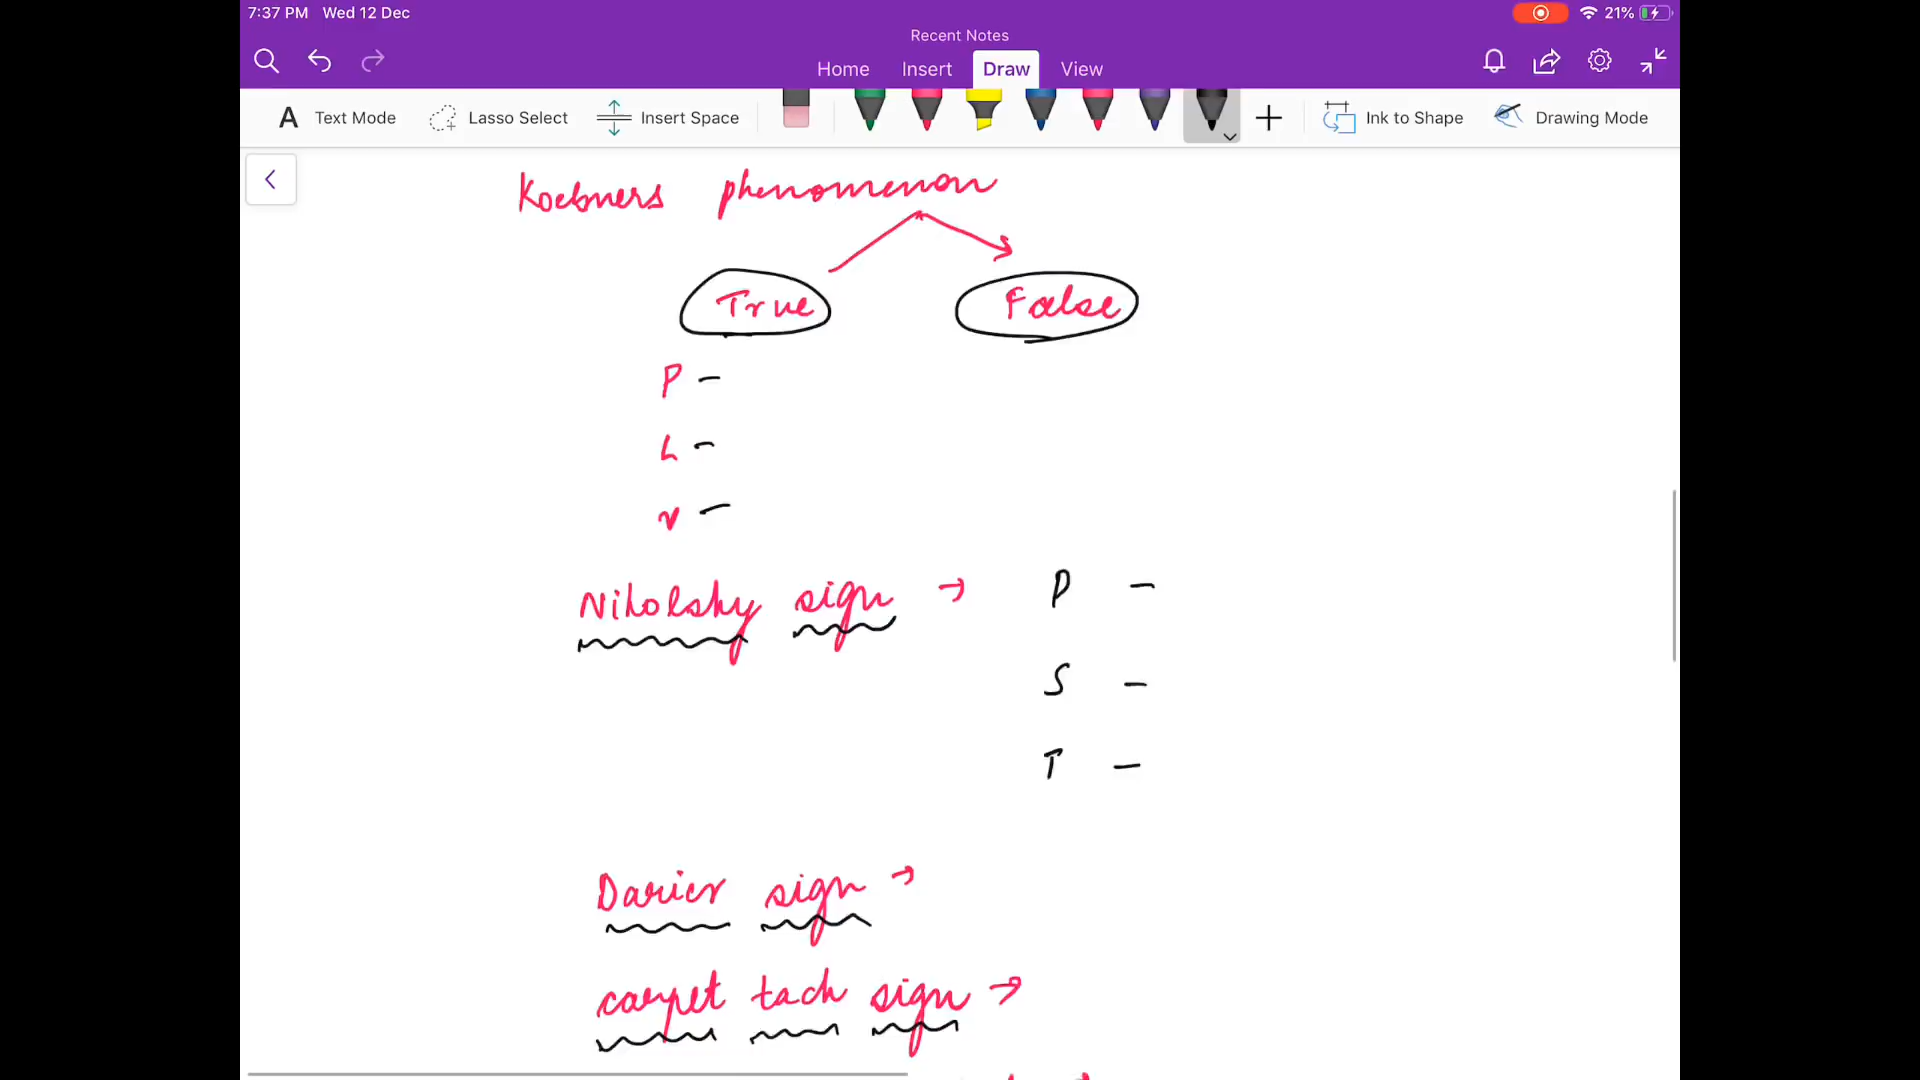 7:37 PM Wed 12 Dec 21%
Recent Notes
Home Insert Draw View
A Text Mode Lasso Select Insert Space Ink to Shape Drawing Mode
Koebners phenomenon
True False
P -
L -
V -
Nikolsky sign → P -
S -
T -
Darier sign →
carpet tack sign →